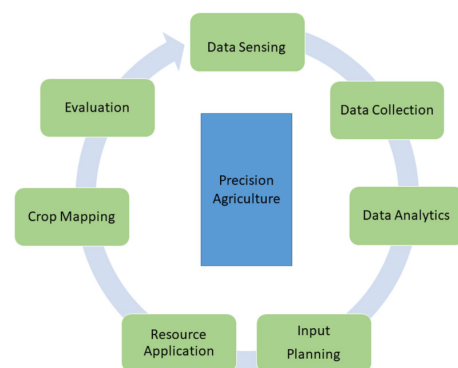 Data Sensing
Data Collection
Data Analytics
Input
Planning
Resource
Application
Crop Mapping
Evaluation
Precision
Agriculture